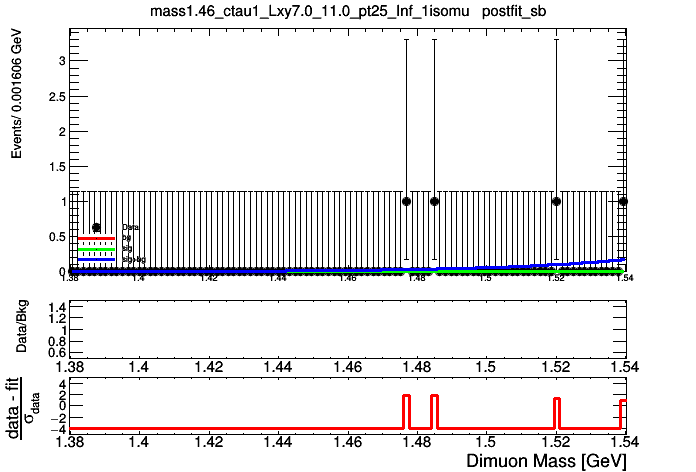 mass1.46_ctau1_Lxy7.0_11.0_pt25_Inf_1isomu postfit_sb
Events/ 0.001606 GeV
3
2.5
2
1.5
1
0.5
0
Data
bg
sig
sig+bg
1.38 1.40 1.42 1.44 1.46 1.48 1.50 1.52 1.54
Data/Bkg
1.4
1.2
1
0.8
0.6
1.38 1.4 1.42 1.44 1.46 1.48 1.5 1.52 1.54
data - fit
σdata
4
2
0
−2
−4
1.38 1.4 1.42 1.44 1.46 1.48 1.5 1.52 1.54
Dimuon Mass [GeV]